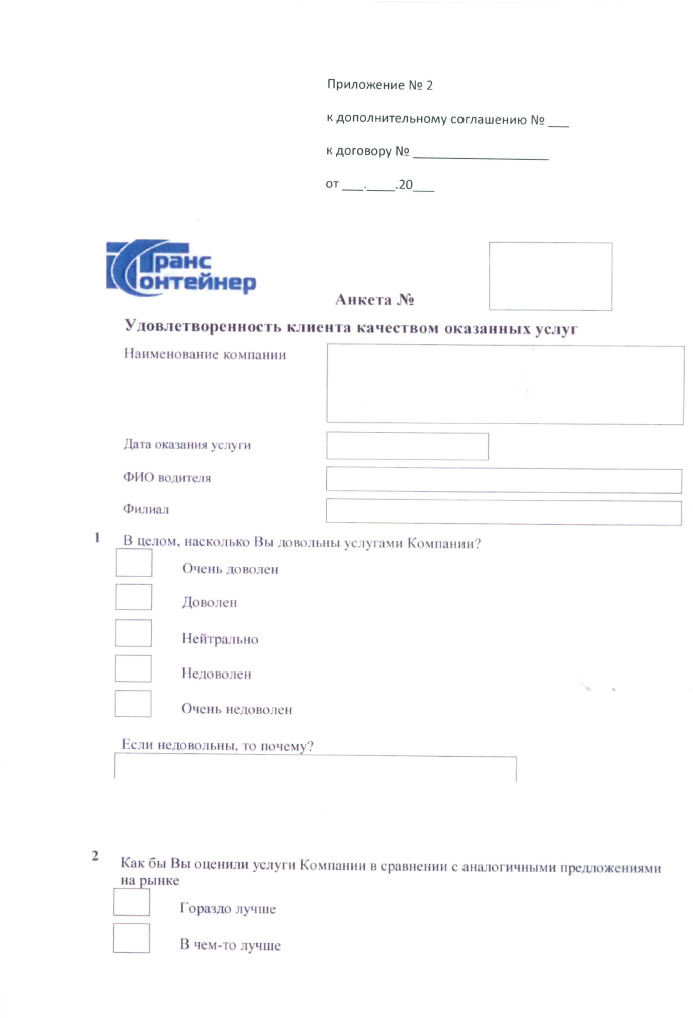 Приложение № 2
к дополнительному соглашению № ___
к договору № __________________
от ___.____.20___
Транс
Контейнер
Анкета №
Удовлетворенность клиента качеством оказанных услуг
Наименование компании
Дата оказания услуги
ФИО водителя
Филиал
1 В целом, насколько Вы довольны услугами Компании?
Очень доволен
Доволен
Нейтрально
Недоволен
Очень недоволен
Если недовольны, то почему?
2 Как бы Вы оценили услуги Компании в сравнении с аналогичными предложениями
на рынке
Гораздо лучше
В чем-то лучше